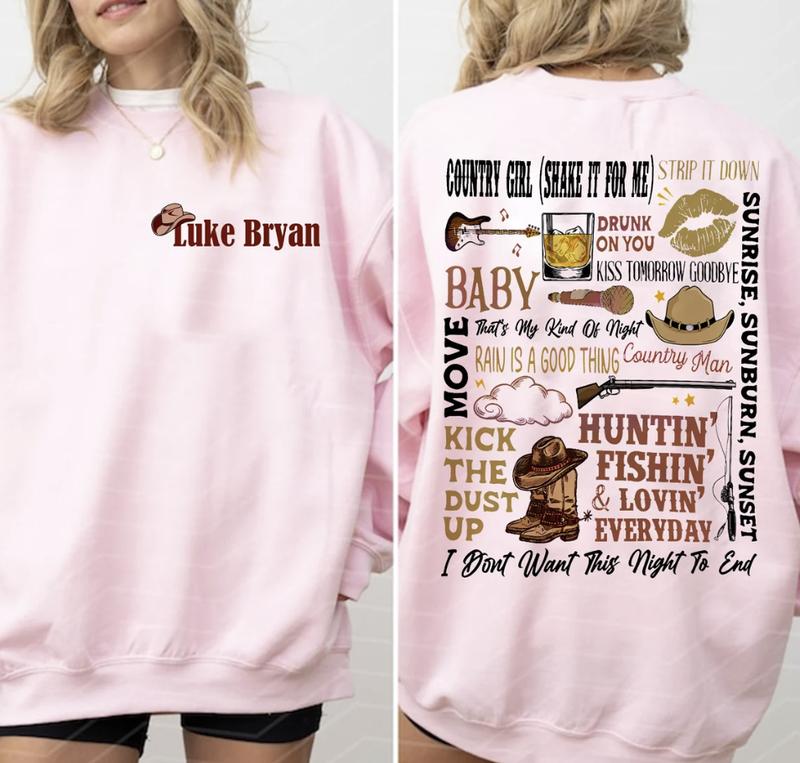 Luke Bryan
COUNTRY GIRL (SHAKE IT FOR ME)
STRIP IT DOWN
DRUNK
ON YOU
KISS TOMORROW GOODBYE
BABY
That's My Kind Of Night
SUNRISE, SUNBURN, SUNSET
MOVE
RAIN IS A GOOD THING
Country Man
KICK
THE
DUST
UP
HUNTIN'
FISHIN'
& LOVIN'
EVERYDAY
I Dont Want This Night To End